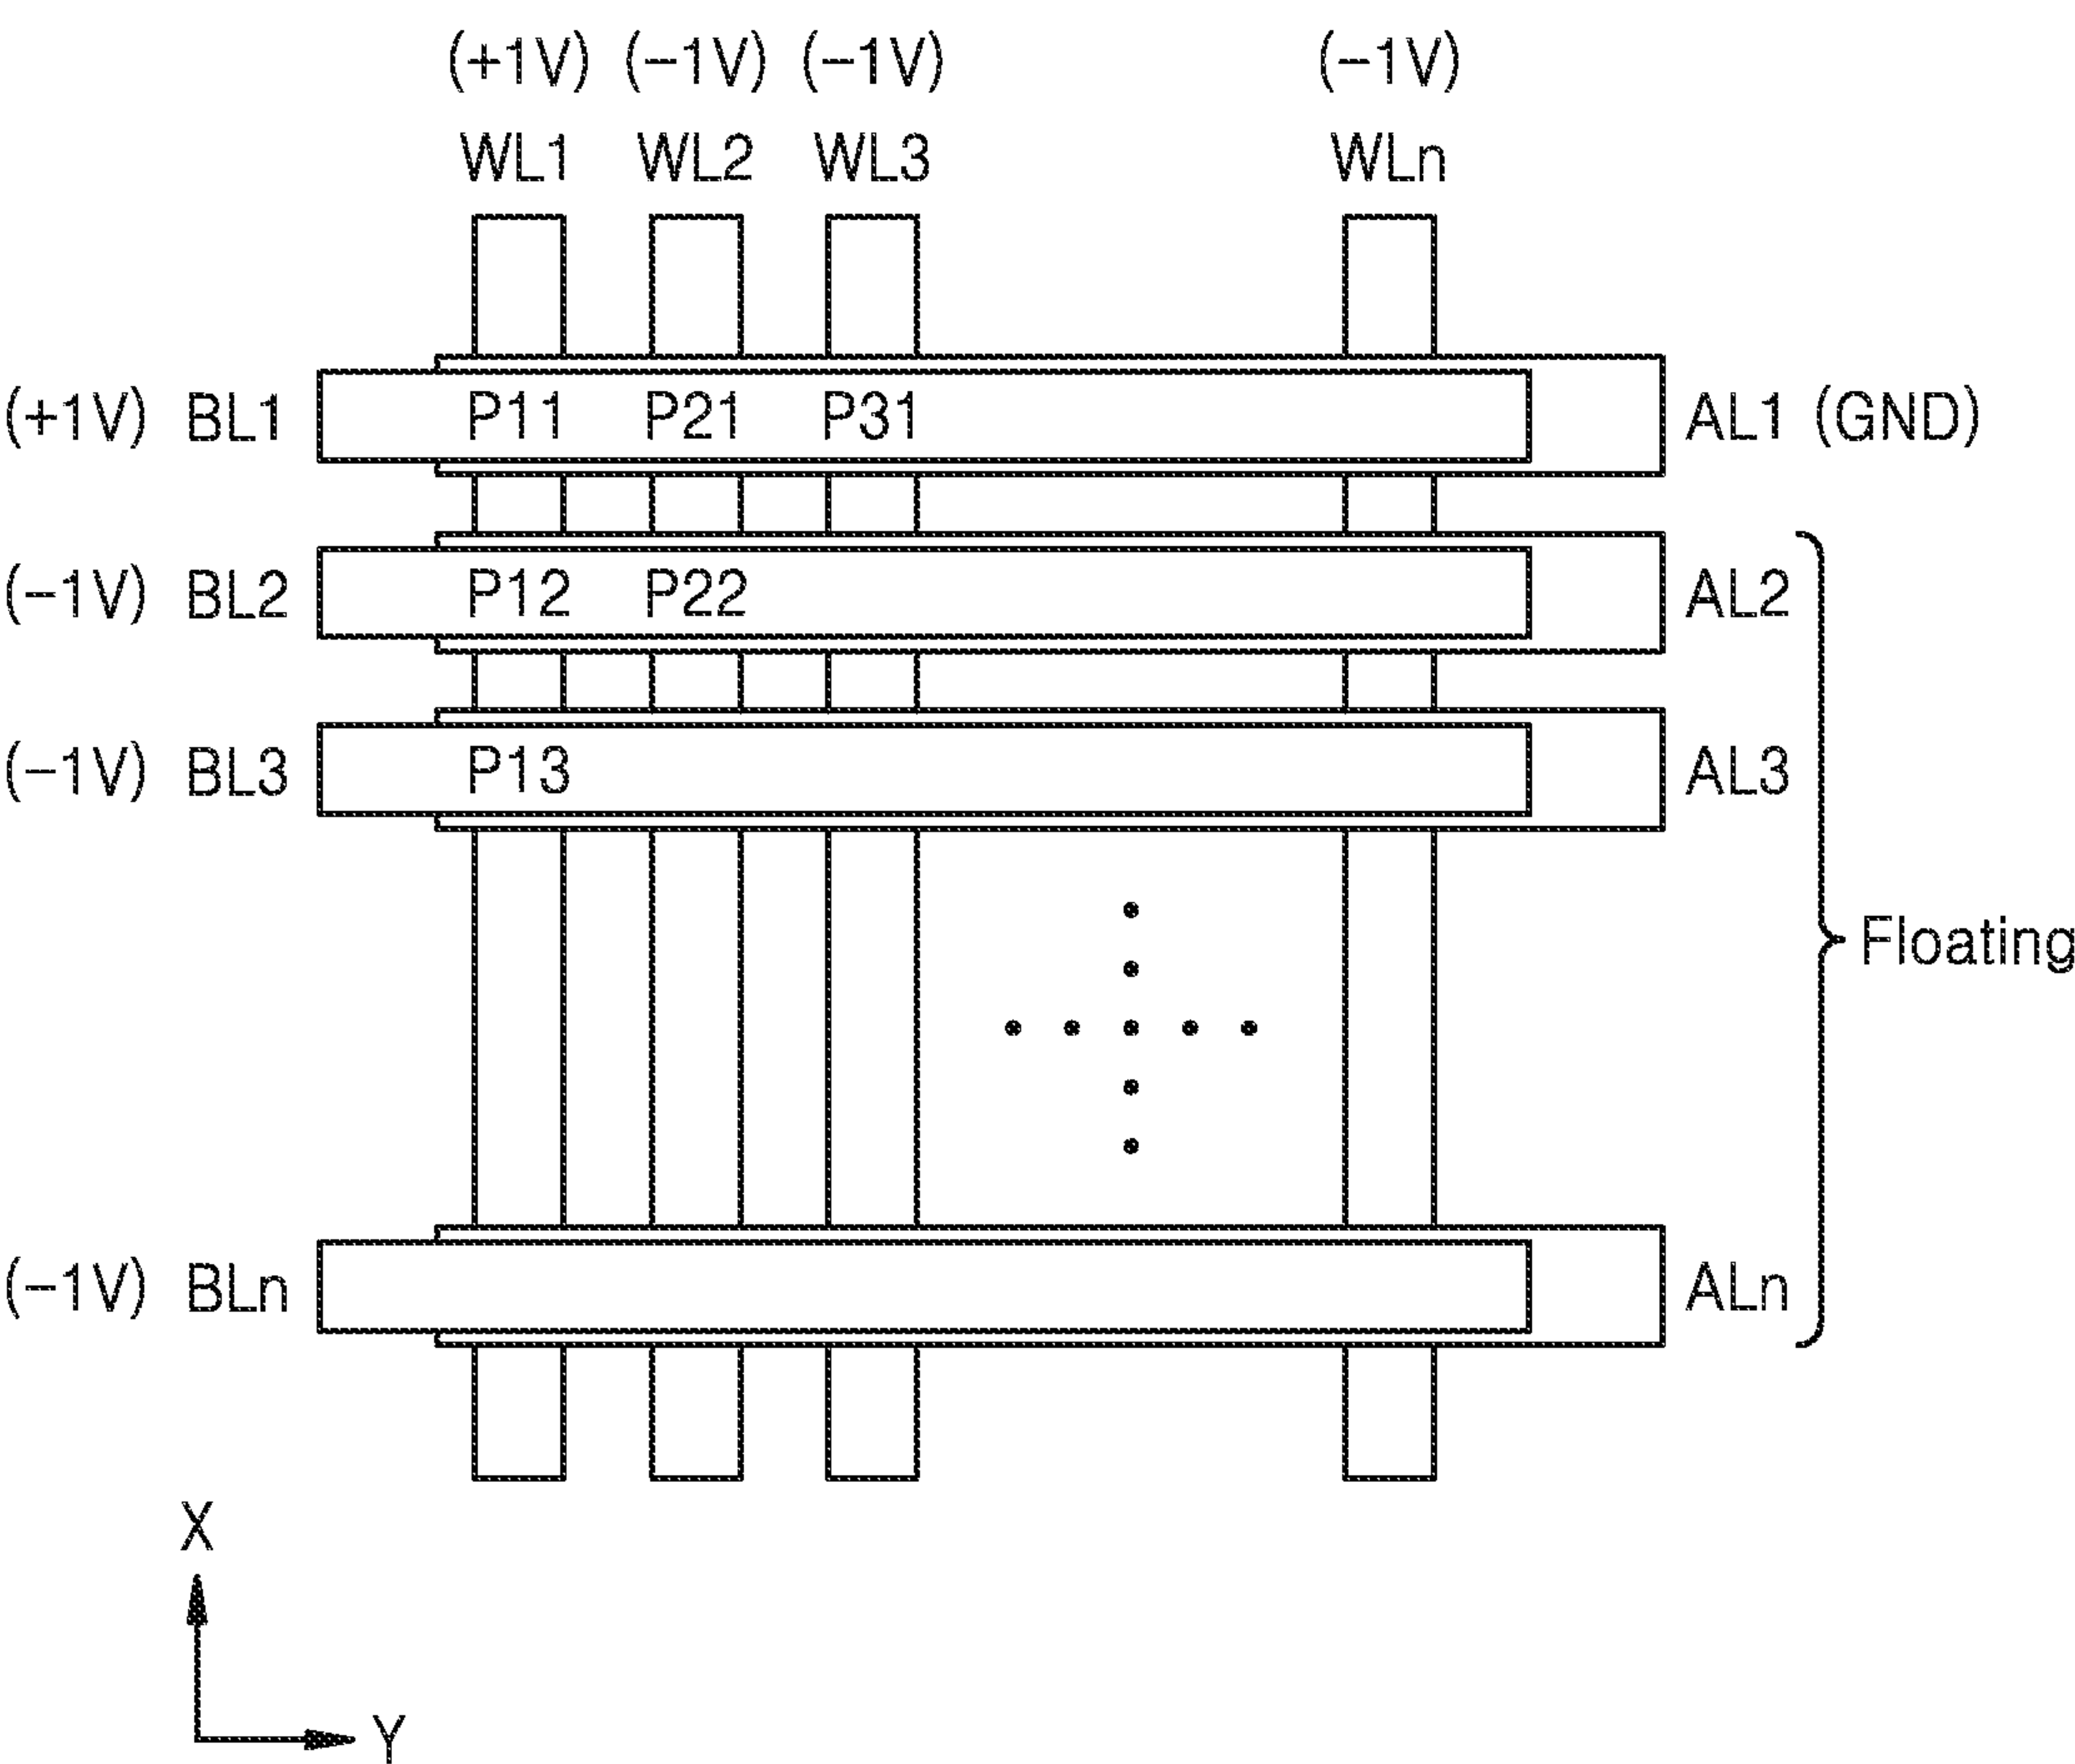 (+1V) (−1V) (−1V) (−1V)
WL1 WL2 WL3 WLn
(+1V) BL1 P11 P21 P31 AL1 (GND)
(−1V) BL2 P12 P22 AL2
(−1V) BL3 P13 AL3
Floating
(−1V) BLn ALn
X
Y